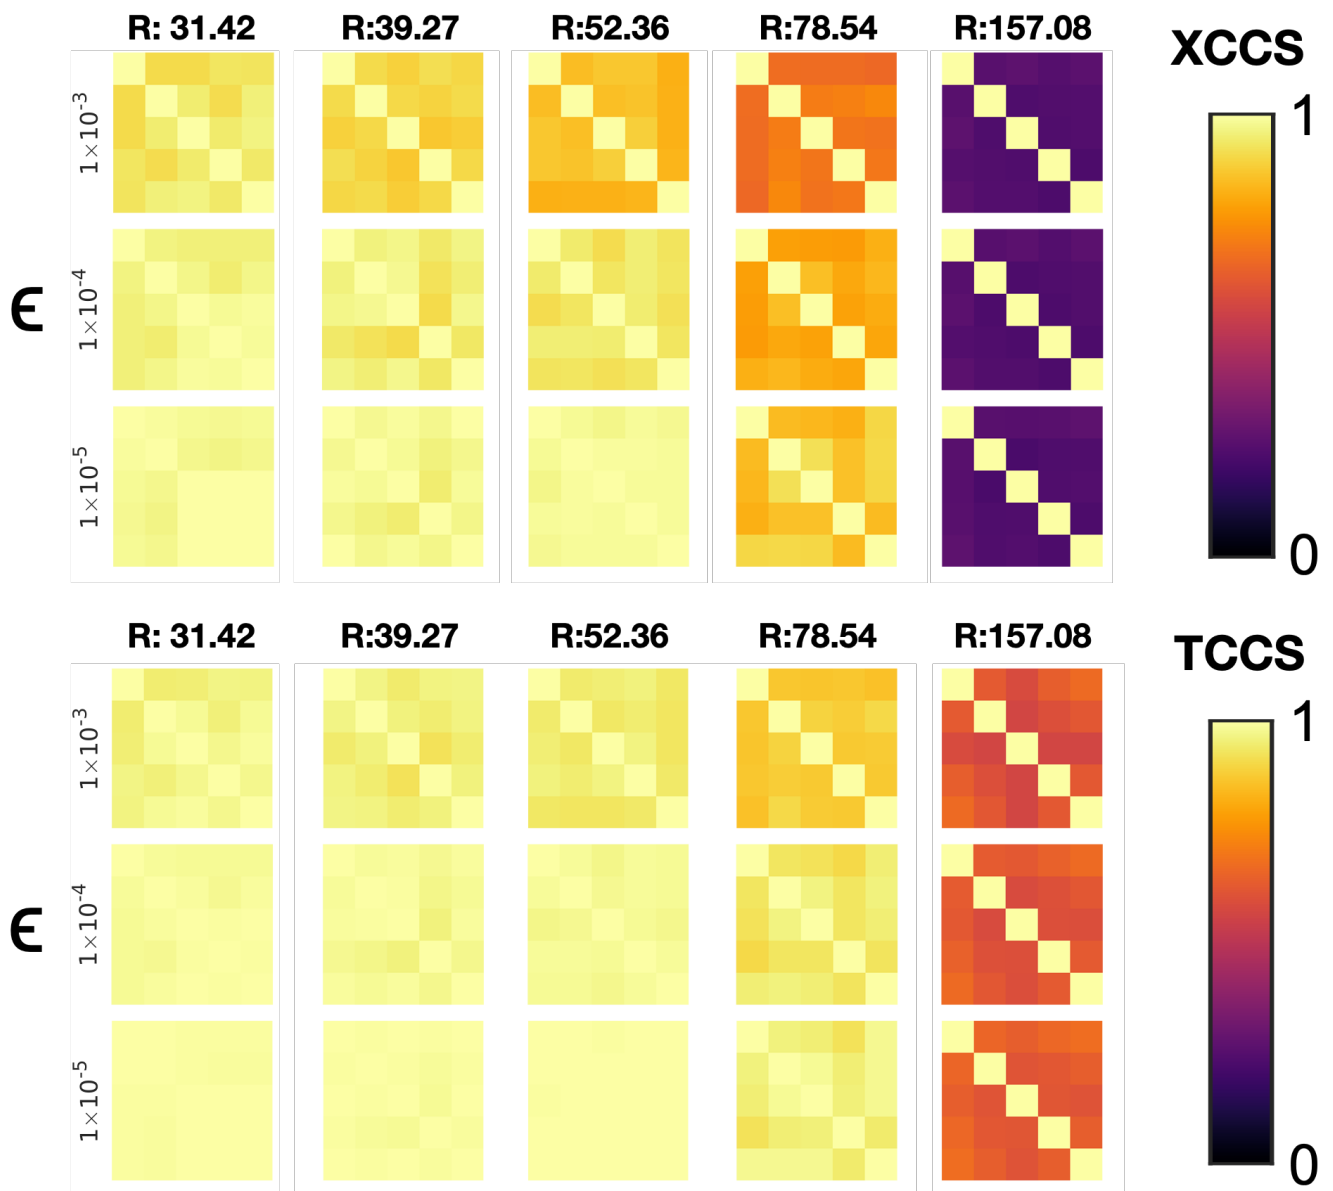 R: 31.42 R:39.27 R:52.36 R:78.54 R:157.08 XCCS
1
1×10⁻³
ϵ 1×10⁻⁴
1×10⁻⁵
0
R: 31.42 R:39.27 R:52.36 R:78.54 R:157.08 TCCS
1
1×10⁻³
ϵ 1×10⁻⁴
1×10⁻⁵
0